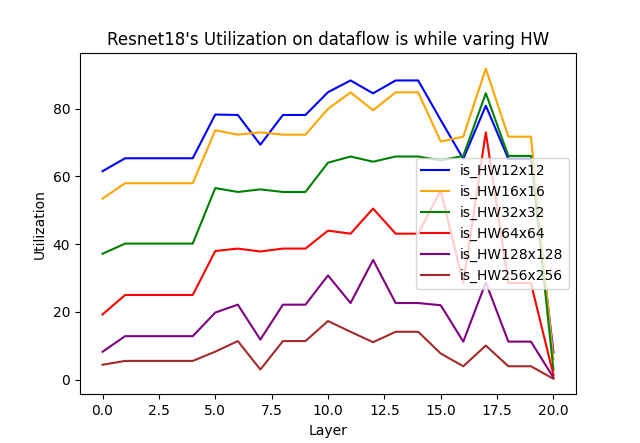 Resnet18's Utilization on dataflow is while varing HW
Utilization
80
60
40
20
0
is_HW12x12
is_HW16x16
is_HW32x32
is_HW64x64
is_HW128x128
is_HW256x256
0.0 2.5 5.0 7.5 10.0 12.5 15.0 17.5 20.0
Layer